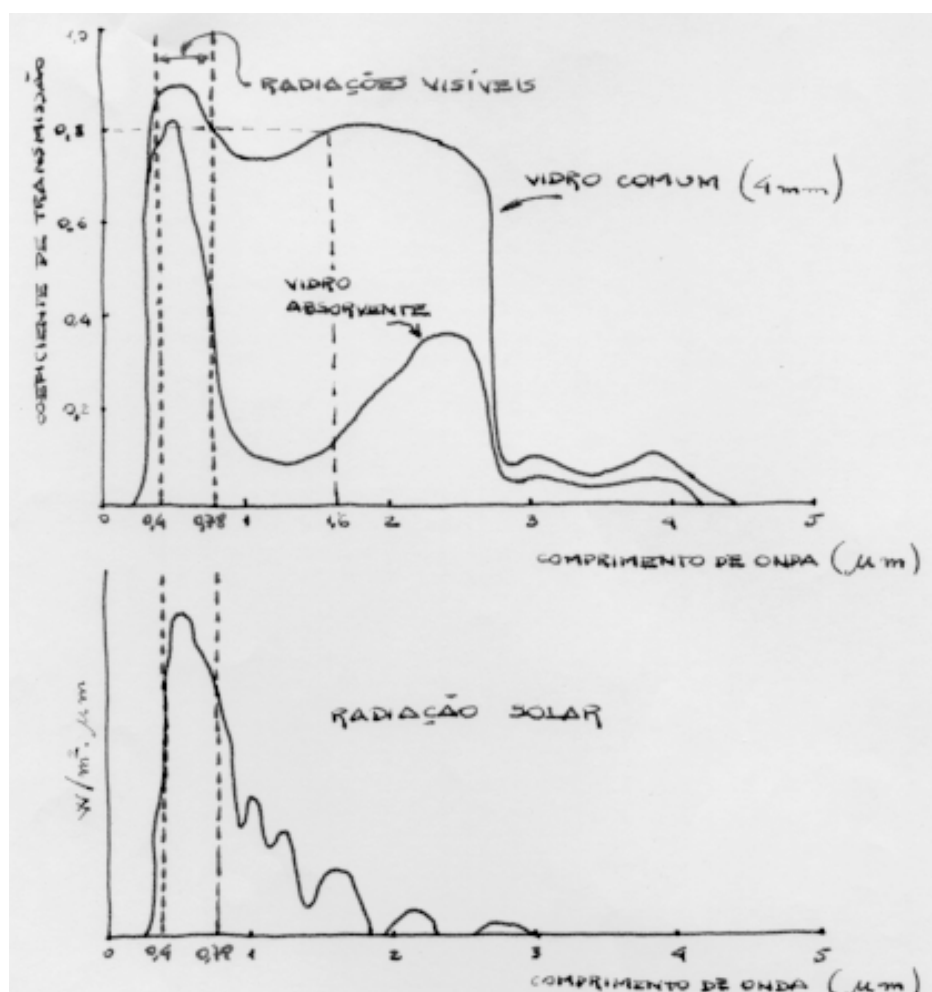 COEFICIENTE DE TRANSMISSÃO
1,0
0,8
0,6
0,4
0,2
RADIAÇÕES VISÍVEIS
VIDRO COMUM (4mm)
VIDRO
ABSORVENTE
0 0,4 0,78 1 1,6 2 3 4 5
COMPRIMENTO DE ONDA (μm)
W/m². μm
RADIAÇÃO SOLAR
0 0,4 0,78 1 2 3 4 5
COMPRIMENTO DE ONDA (μm)